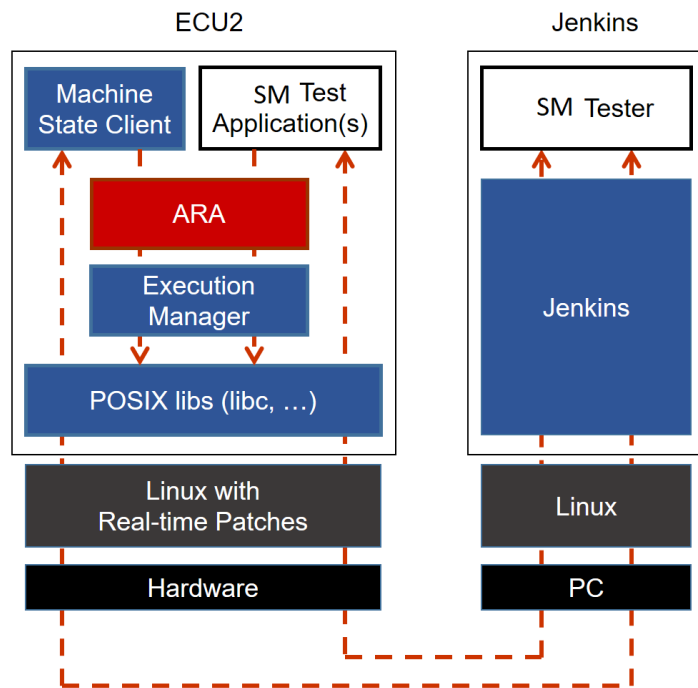 ECU2
Machine
State Client
SM Test
Application(s)
ARA
Execution
Manager
POSIX libs (libc, …)
Linux with
Real-time Patches
Hardware
Jenkins
SM Tester
Jenkins
Linux
PC